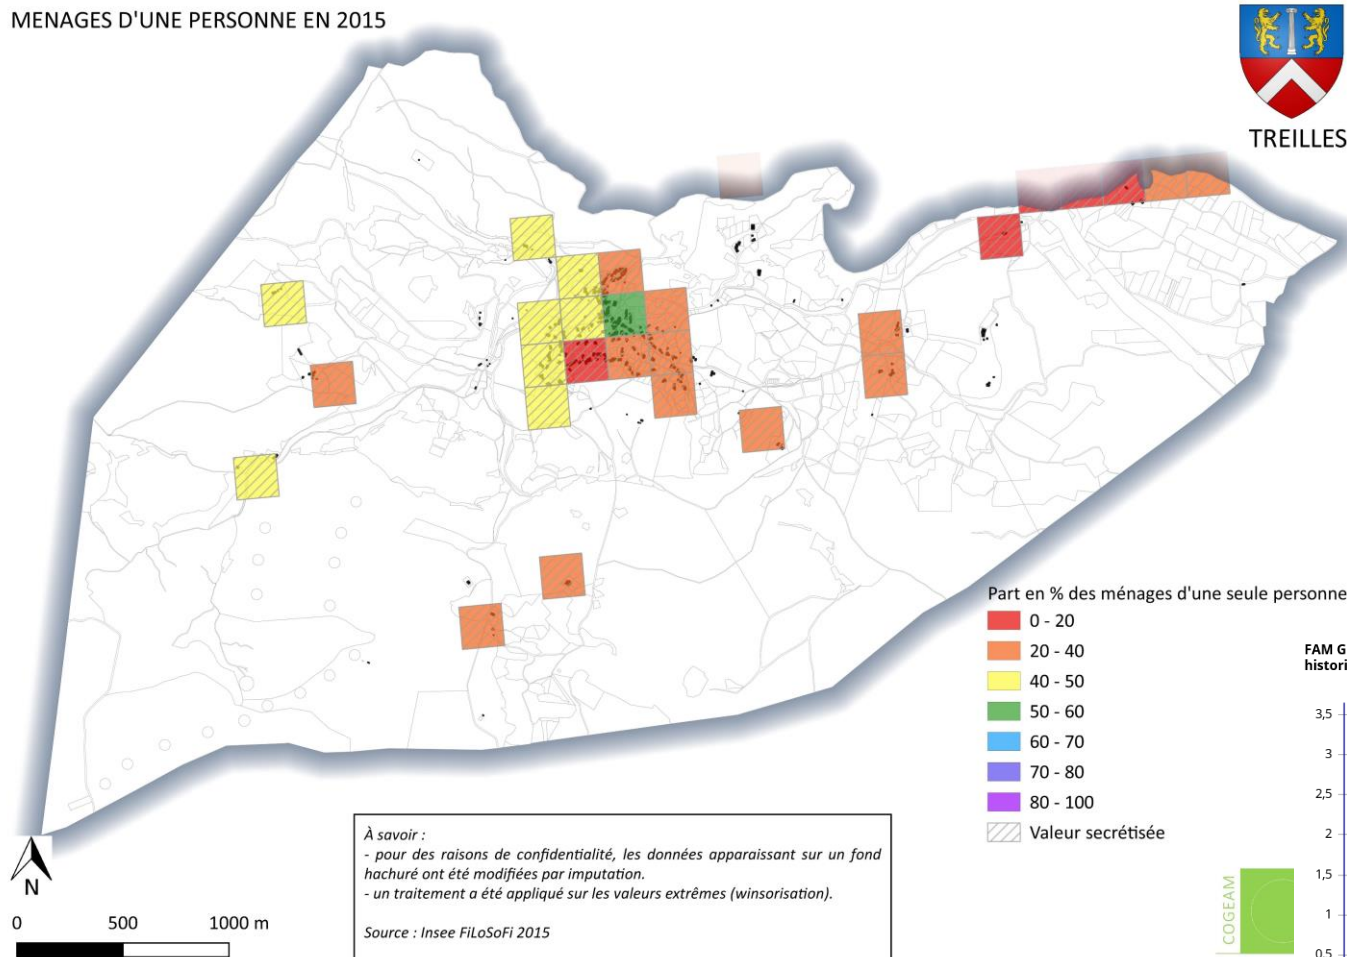 MENAGES D'UNE PERSONNE EN 2015
TREILLES
Part en % des ménages d'une seule personne
0 - 20
20 - 40
40 - 50
50 - 60
60 - 70
70 - 80
80 - 100
Valeur secrétisée
FAM G
histori
3,5
3
2,5
2
1,5
1
0,5
COGEAM
À savoir :
- pour des raisons de confidentialité, les données apparaissant sur un fond
hachuré ont été modifiées par imputation.
- un traitement a été appliqué sur les valeurs extrêmes (winsorisation).
Source : Insee FiLoSoFi 2015
N
0 500 1000 m